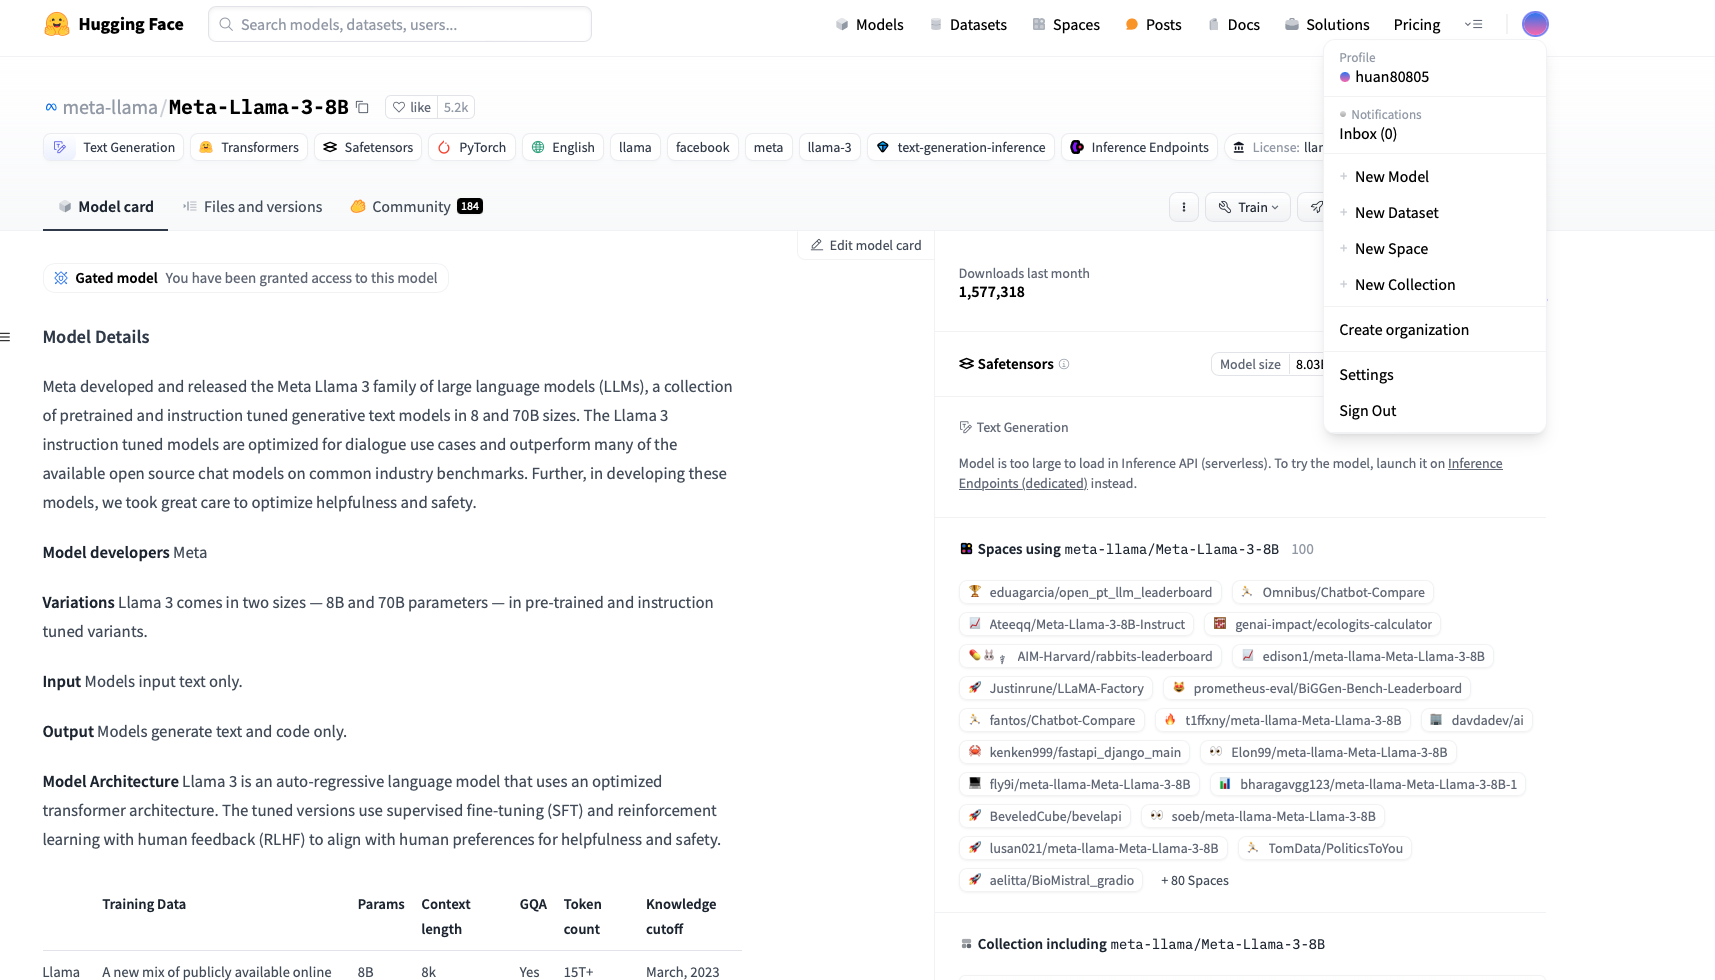 Hugging Face
Search models, datasets, users...
Models
Datasets
Spaces
Posts
Docs
Solutions
Pricing
Profile
huan80805
Notifications
Inbox (0)
New Model
New Dataset
New Space
New Collection
Create organization
Settings
Sign Out
meta-llama/Meta-Llama-3-8B
like
5.2k
Text Generation
Transformers
Safetensors
PyTorch
English
llama
facebook
meta
llama-3
text-generation-inference
Inference Endpoints
License:
Model card
Files and versions
Community
184
Train
Edit model card
Gated model You have been granted access to this model
Model Details
Meta developed and released the Meta Llama 3 family of large language models (LLMs), a collection
of pretrained and instruction tuned generative text models in 8 and 70B sizes. The Llama 3
instruction tuned models are optimized for dialogue use cases and outperform many of the
available open source chat models on common industry benchmarks. Further, in developing these
models, we took great care to optimize helpfulness and safety.
Model developers Meta
Variations Llama 3 comes in two sizes — 8B and 70B parameters — in pre-trained and instruction
tuned variants.
Input Models input text only.
Output Models generate text and code only.
Model Architecture Llama 3 is an auto-regressive language model that uses an optimized
transformer architecture. The tuned versions use supervised fine-tuning (SFT) and reinforcement
learning with human feedback (RLHF) to align with human preferences for helpfulness and safety.
Training Data
Params
Context
length
GQA
Token
count
Knowledge
cutoff
Llama
A new mix of publicly available online
8B
8k
Yes
15T+
March, 2023
Downloads last month
1,577,318
Safetensors
Model size
8.03
Text Generation
Model is too large to load in Inference API (serverless). To try the model, launch it on Inference
Endpoints (dedicated) instead.
Spaces using meta-llama/Meta-Llama-3-8B 100
eduagarcia/open_pt_llm_leaderboard
Omnibus/Chatbot-Compare
Ateeqq/Meta-Llama-3-8B-Instruct
genai-impact/ecologits-calculator
AIM-Harvard/rabbits-leaderboard
edison1/meta-llama-Meta-Llama-3-8B
Justinrune/LLaMA-Factory
prometheus-eval/BiGGen-Bench-Leaderboard
fantos/Chatbot-Compare
t1ffxny/meta-llama-Meta-Llama-3-8B
davdadev/ai
kenken999/fastapi_django_main
Elon99/meta-llama-Meta-Llama-3-8B
fly9i/meta-llama-Meta-Llama-3-8B
bharagavgg123/meta-llama-Meta-Llama-3-8B-1
BeveledCube/bevelapi
soeb/meta-llama-Meta-Llama-3-8B
lusan021/meta-llama-Meta-Llama-3-8B
TomData/PoliticsToYou
aelitta/BioMistral_gradio
+ 80 Spaces
Collection including meta-llama/Meta-Llama-3-8B